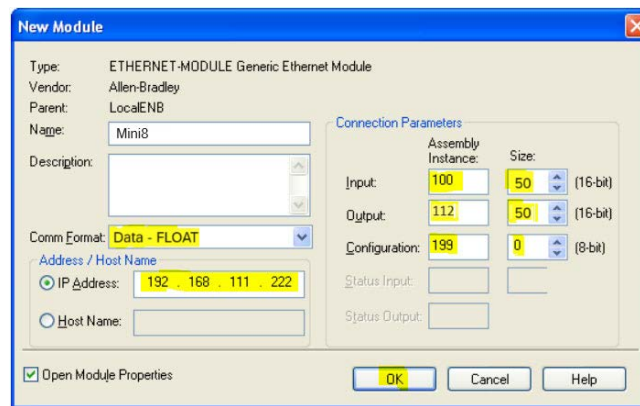 New Module
Type: ETHERNET-MODULE Generic Ethernet Module
Vendor: Allen-Bradley
Parent: LocalENB
Name: Mini8
Description:
Comm Format: Data - FLOAT
Address / Host Name
IP Address: 192 . 168 . 111 . 222
Host Name:
Connection Parameters
Assembly Instance: Size:
Input: 100 50 (16-bit)
Output: 112 50 (16-bit)
Configuration: 199 0 (8-bit)
Status Input:
Status Output:
Open Module Properties
OK Cancel Help